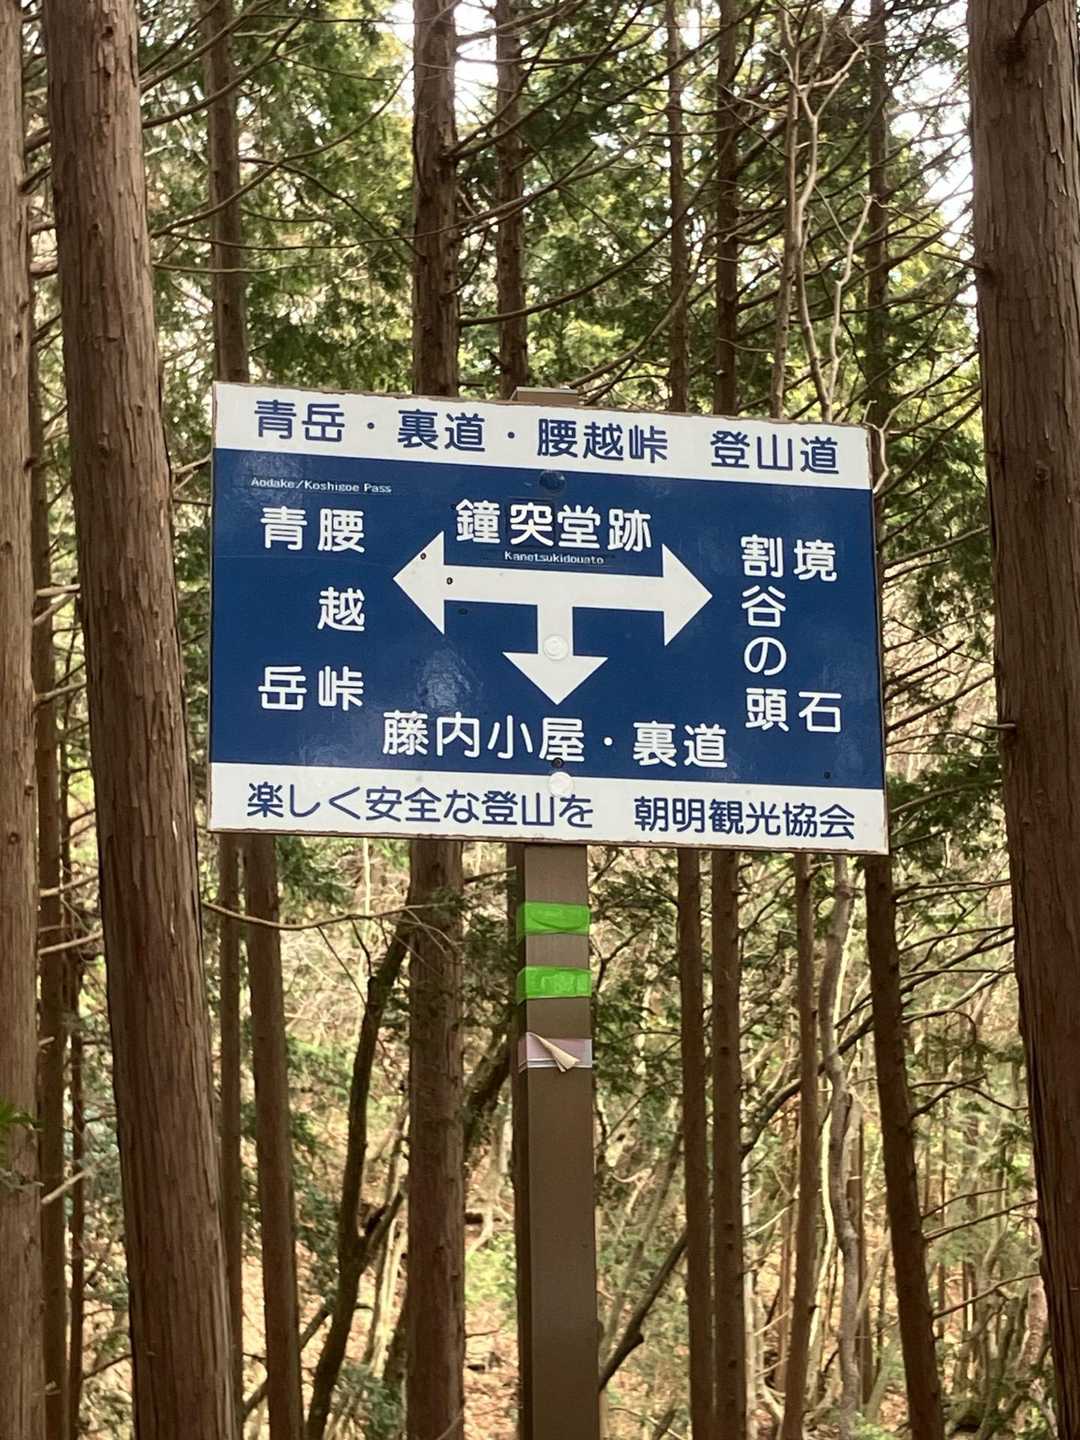 青岳・裏道・腰越峠 登山道
Aodake/Koshigoe Pass
腰越峠
青岳
鐘突堂跡
Kanetsukidouato
境石
割谷の頭
藤内小屋・裏道
楽しく安全な登山を 朝明観光協会